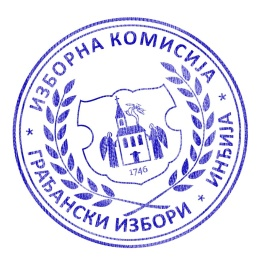 ИЗБОРНА КОМИСИЈА
ГРАЂАНСКИ ИЗБОРИ * ИНЂИЈА *
1746